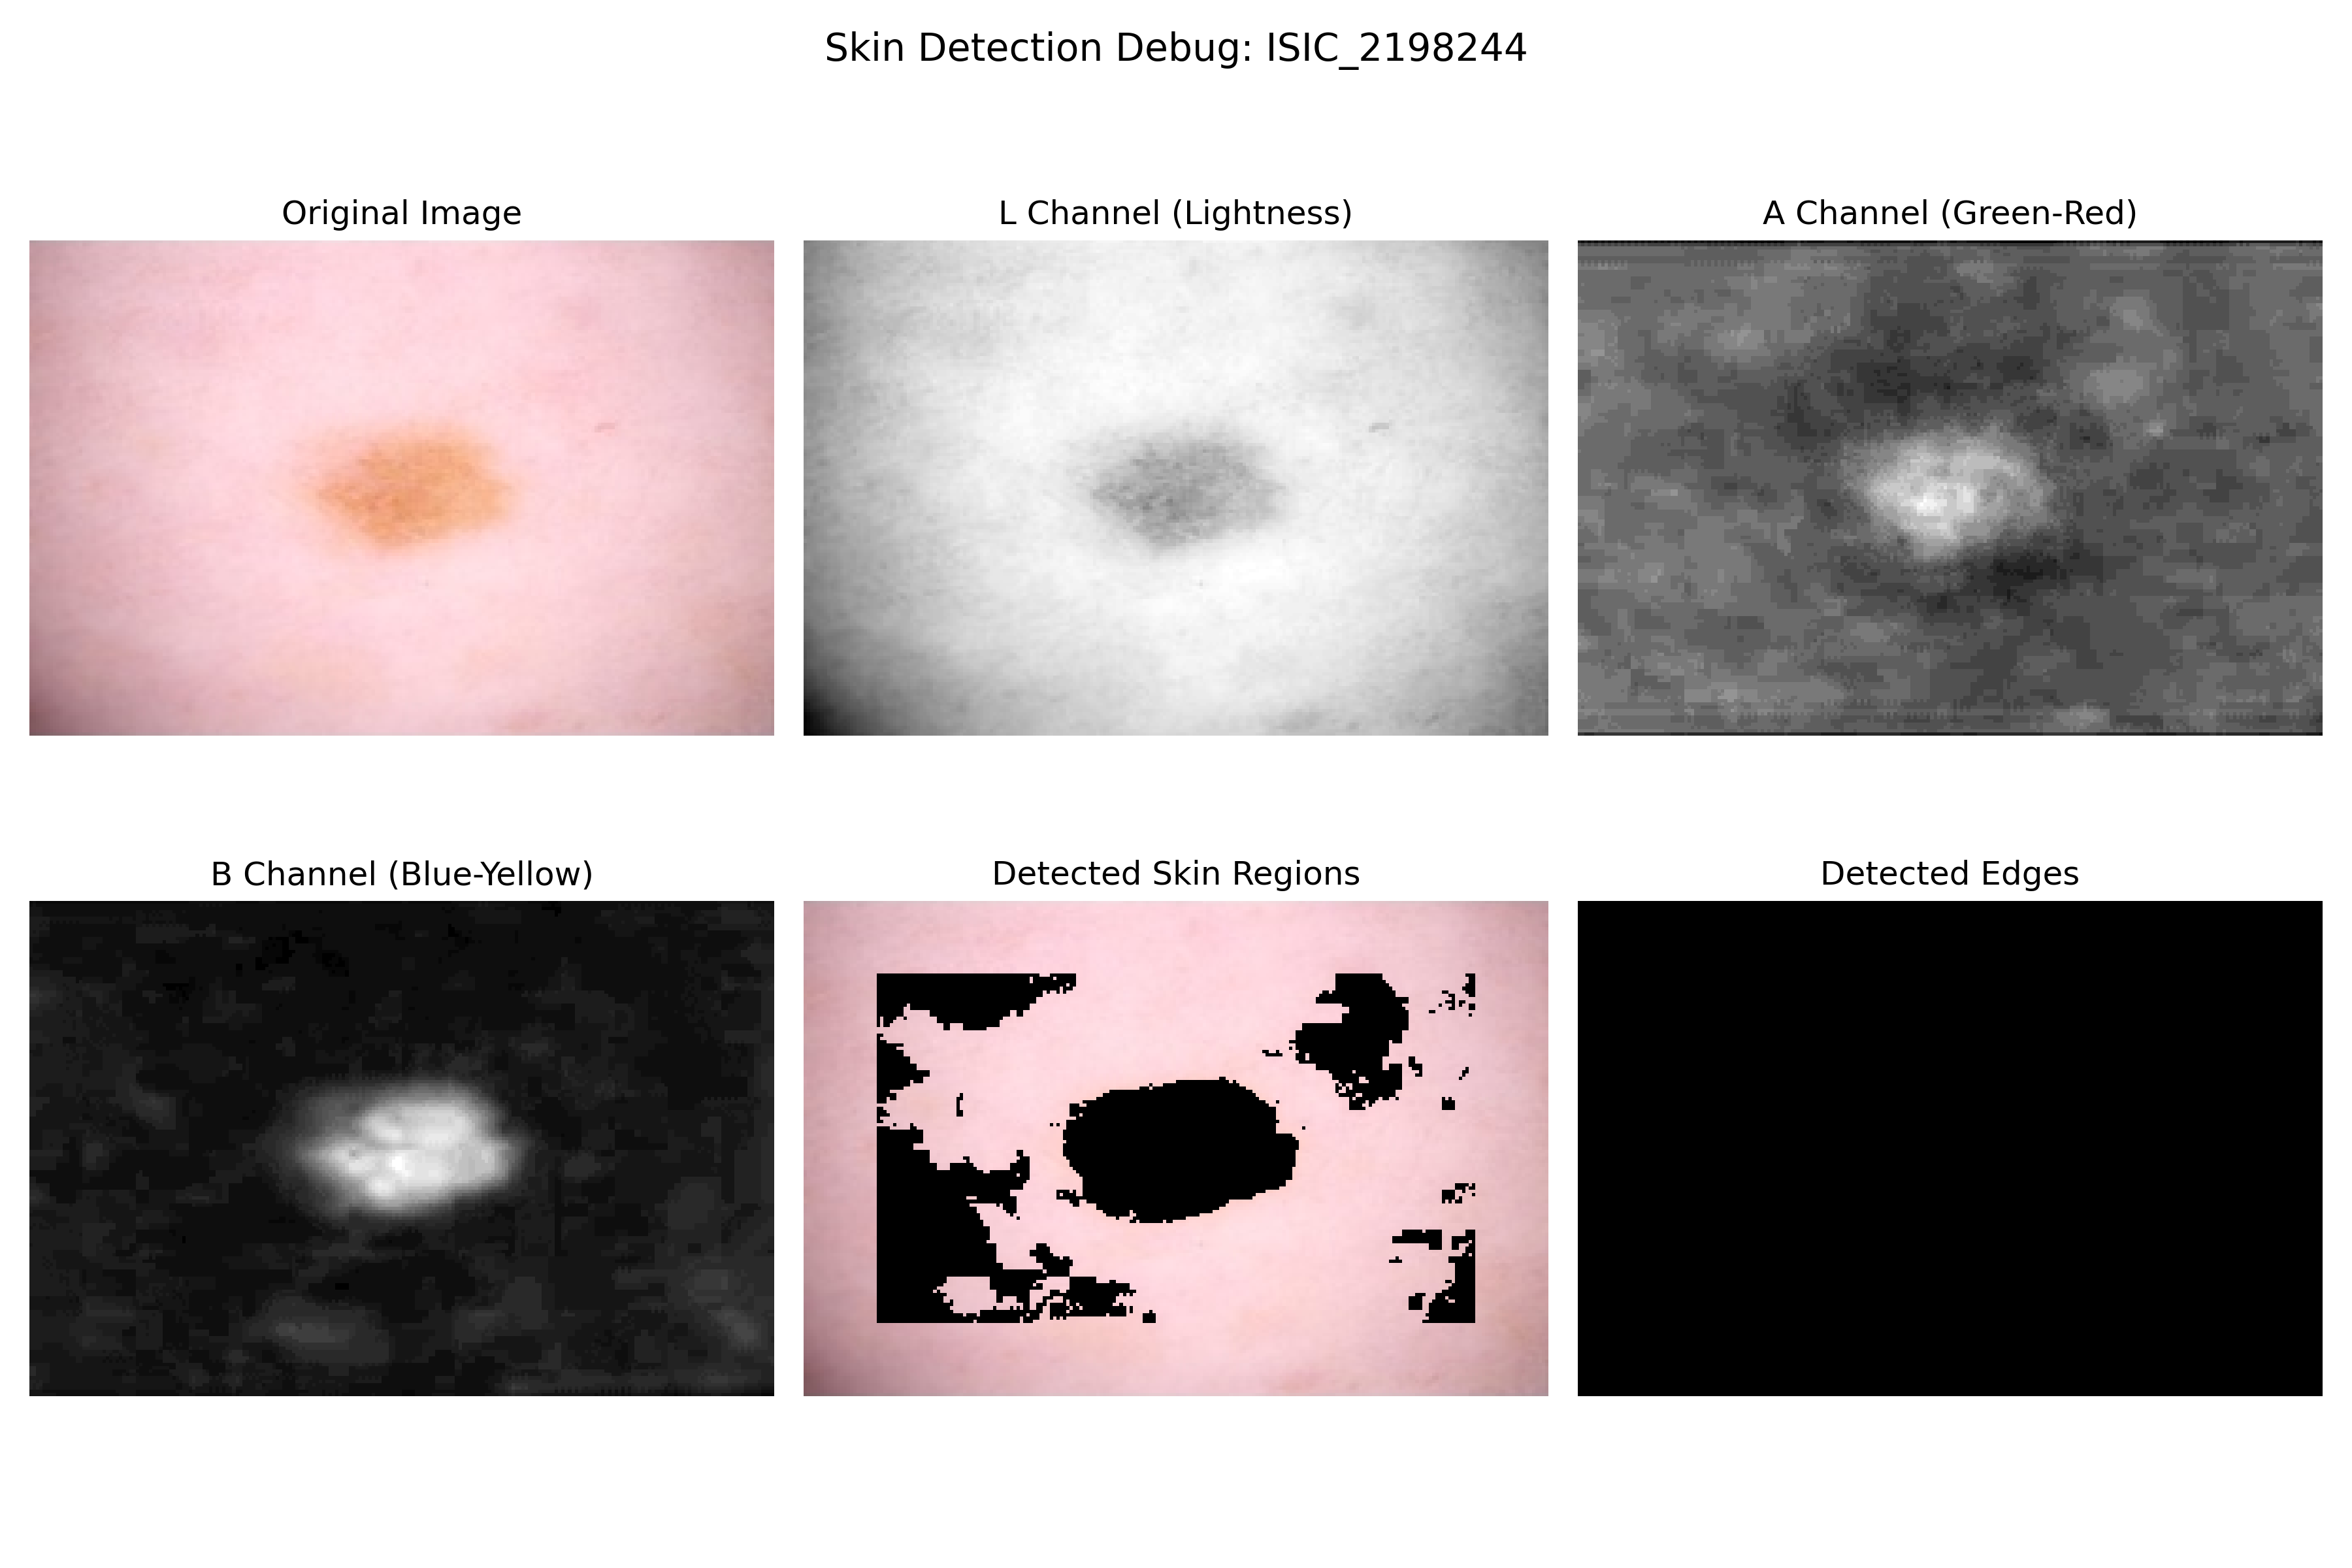 Skin Detection Debug: ISIC_2198244
Original Image
L Channel (Lightness)
A Channel (Green-Red)
B Channel (Blue-Yellow)
Detected Skin Regions
Detected Edges